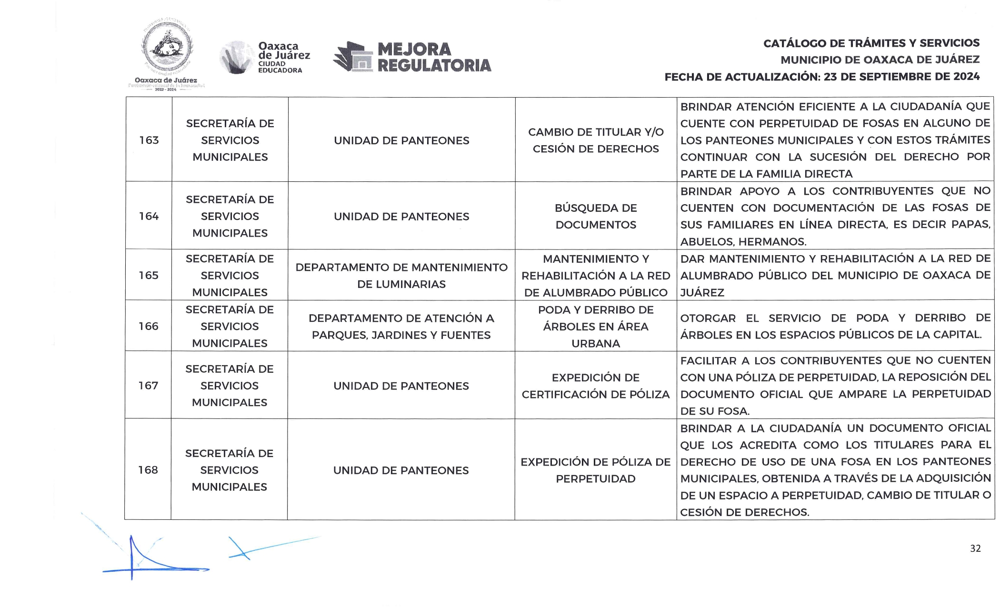 Oaxaca de Juárez
Patrimonio cultural de la humanidad
2022 - 2024
Oaxaca
de Juárez
CIUDAD
EDUCADORA
MEJORA
REGULATORIA
CATÁLOGO DE TRÁMITES Y SERVICIOS
MUNICIPIO DE OAXACA DE JUÁREZ
FECHA DE ACTUALIZACIÓN: 23 DE SEPTIEMBRE DE 2024
163
SECRETARÍA DE
SERVICIOS
MUNICIPALES
UNIDAD DE PANTEONES
CAMBIO DE TITULAR Y/O
CESIÓN DE DERECHOS
BRINDAR ATENCIÓN EFICIENTE A LA CIUDADANÍA QUE
CUENTE CON PERPETUIDAD DE FOSAS EN ALGUNO DE
LOS PANTEONES MUNICIPALES Y CON ESTOS TRÁMITES
CONTINUAR CON LA SUCESIÓN DEL DERECHO POR
PARTE DE LA FAMILIA DIRECTA
164
SECRETARÍA DE
SERVICIOS
MUNICIPALES
UNIDAD DE PANTEONES
BÚSQUEDA DE
DOCUMENTOS
BRINDAR APOYO A LOS CONTRIBUYENTES QUE NO
CUENTEN CON DOCUMENTACIÓN DE LAS FOSAS DE
SUS FAMILIARES EN LÍNEA DIRECTA, ES DECIR PAPAS,
ABUELOS, HERMANOS.
165
SECRETARÍA DE
SERVICIOS
MUNICIPALES
DEPARTAMENTO DE MANTENIMIENTO
DE LUMINARIAS
MANTENIMIENTO Y
REHABILITACIÓN A LA RED
DE ALUMBRADO PÚBLICO
DAR MANTENIMIENTO Y REHABILITACIÓN A LA RED DE
ALUMBRADO PÚBLICO DEL MUNICIPIO DE OAXACA DE
JUÁREZ
166
SECRETARÍA DE
SERVICIOS
MUNICIPALES
DEPARTAMENTO DE ATENCIÓN A
PARQUES, JARDINES Y FUENTES
PODA Y DERRIBO DE
ÁRBOLES EN ÁREA
URBANA
OTORGAR EL SERVICIO DE PODA Y DERRIBO DE
ÁRBOLES EN LOS ESPACIOS PÚBLICOS DE LA CAPITAL.
167
SECRETARÍA DE
SERVICIOS
MUNICIPALES
UNIDAD DE PANTEONES
EXPEDICIÓN DE
CERTIFICACIÓN DE PÓLIZA
FACILITAR A LOS CONTRIBUYENTES QUE NO CUENTEN
CON UNA PÓLIZA DE PERPETUIDAD, LA REPOSICIÓN DEL
DOCUMENTO OFICIAL QUE AMPARE LA PERPETUIDAD
DE SU FOSA.
168
SECRETARÍA DE
SERVICIOS
MUNICIPALES
UNIDAD DE PANTEONES
EXPEDICIÓN DE PÓLIZA DE
PERPETUIDAD
BRINDAR A LA CIUDADANÍA UN DOCUMENTO OFICIAL
QUE LOS ACREDITA COMO LOS TITULARES PARA EL
DERECHO DE USO DE UNA FOSA EN LOS PANTEONES
MUNICIPALES, OBTENIDA A TRAVÉS DE LA ADQUISICIÓN
DE UN ESPACIO A PERPETUIDAD, CAMBIO DE TITULAR O
CESIÓN DE DERECHOS.
32